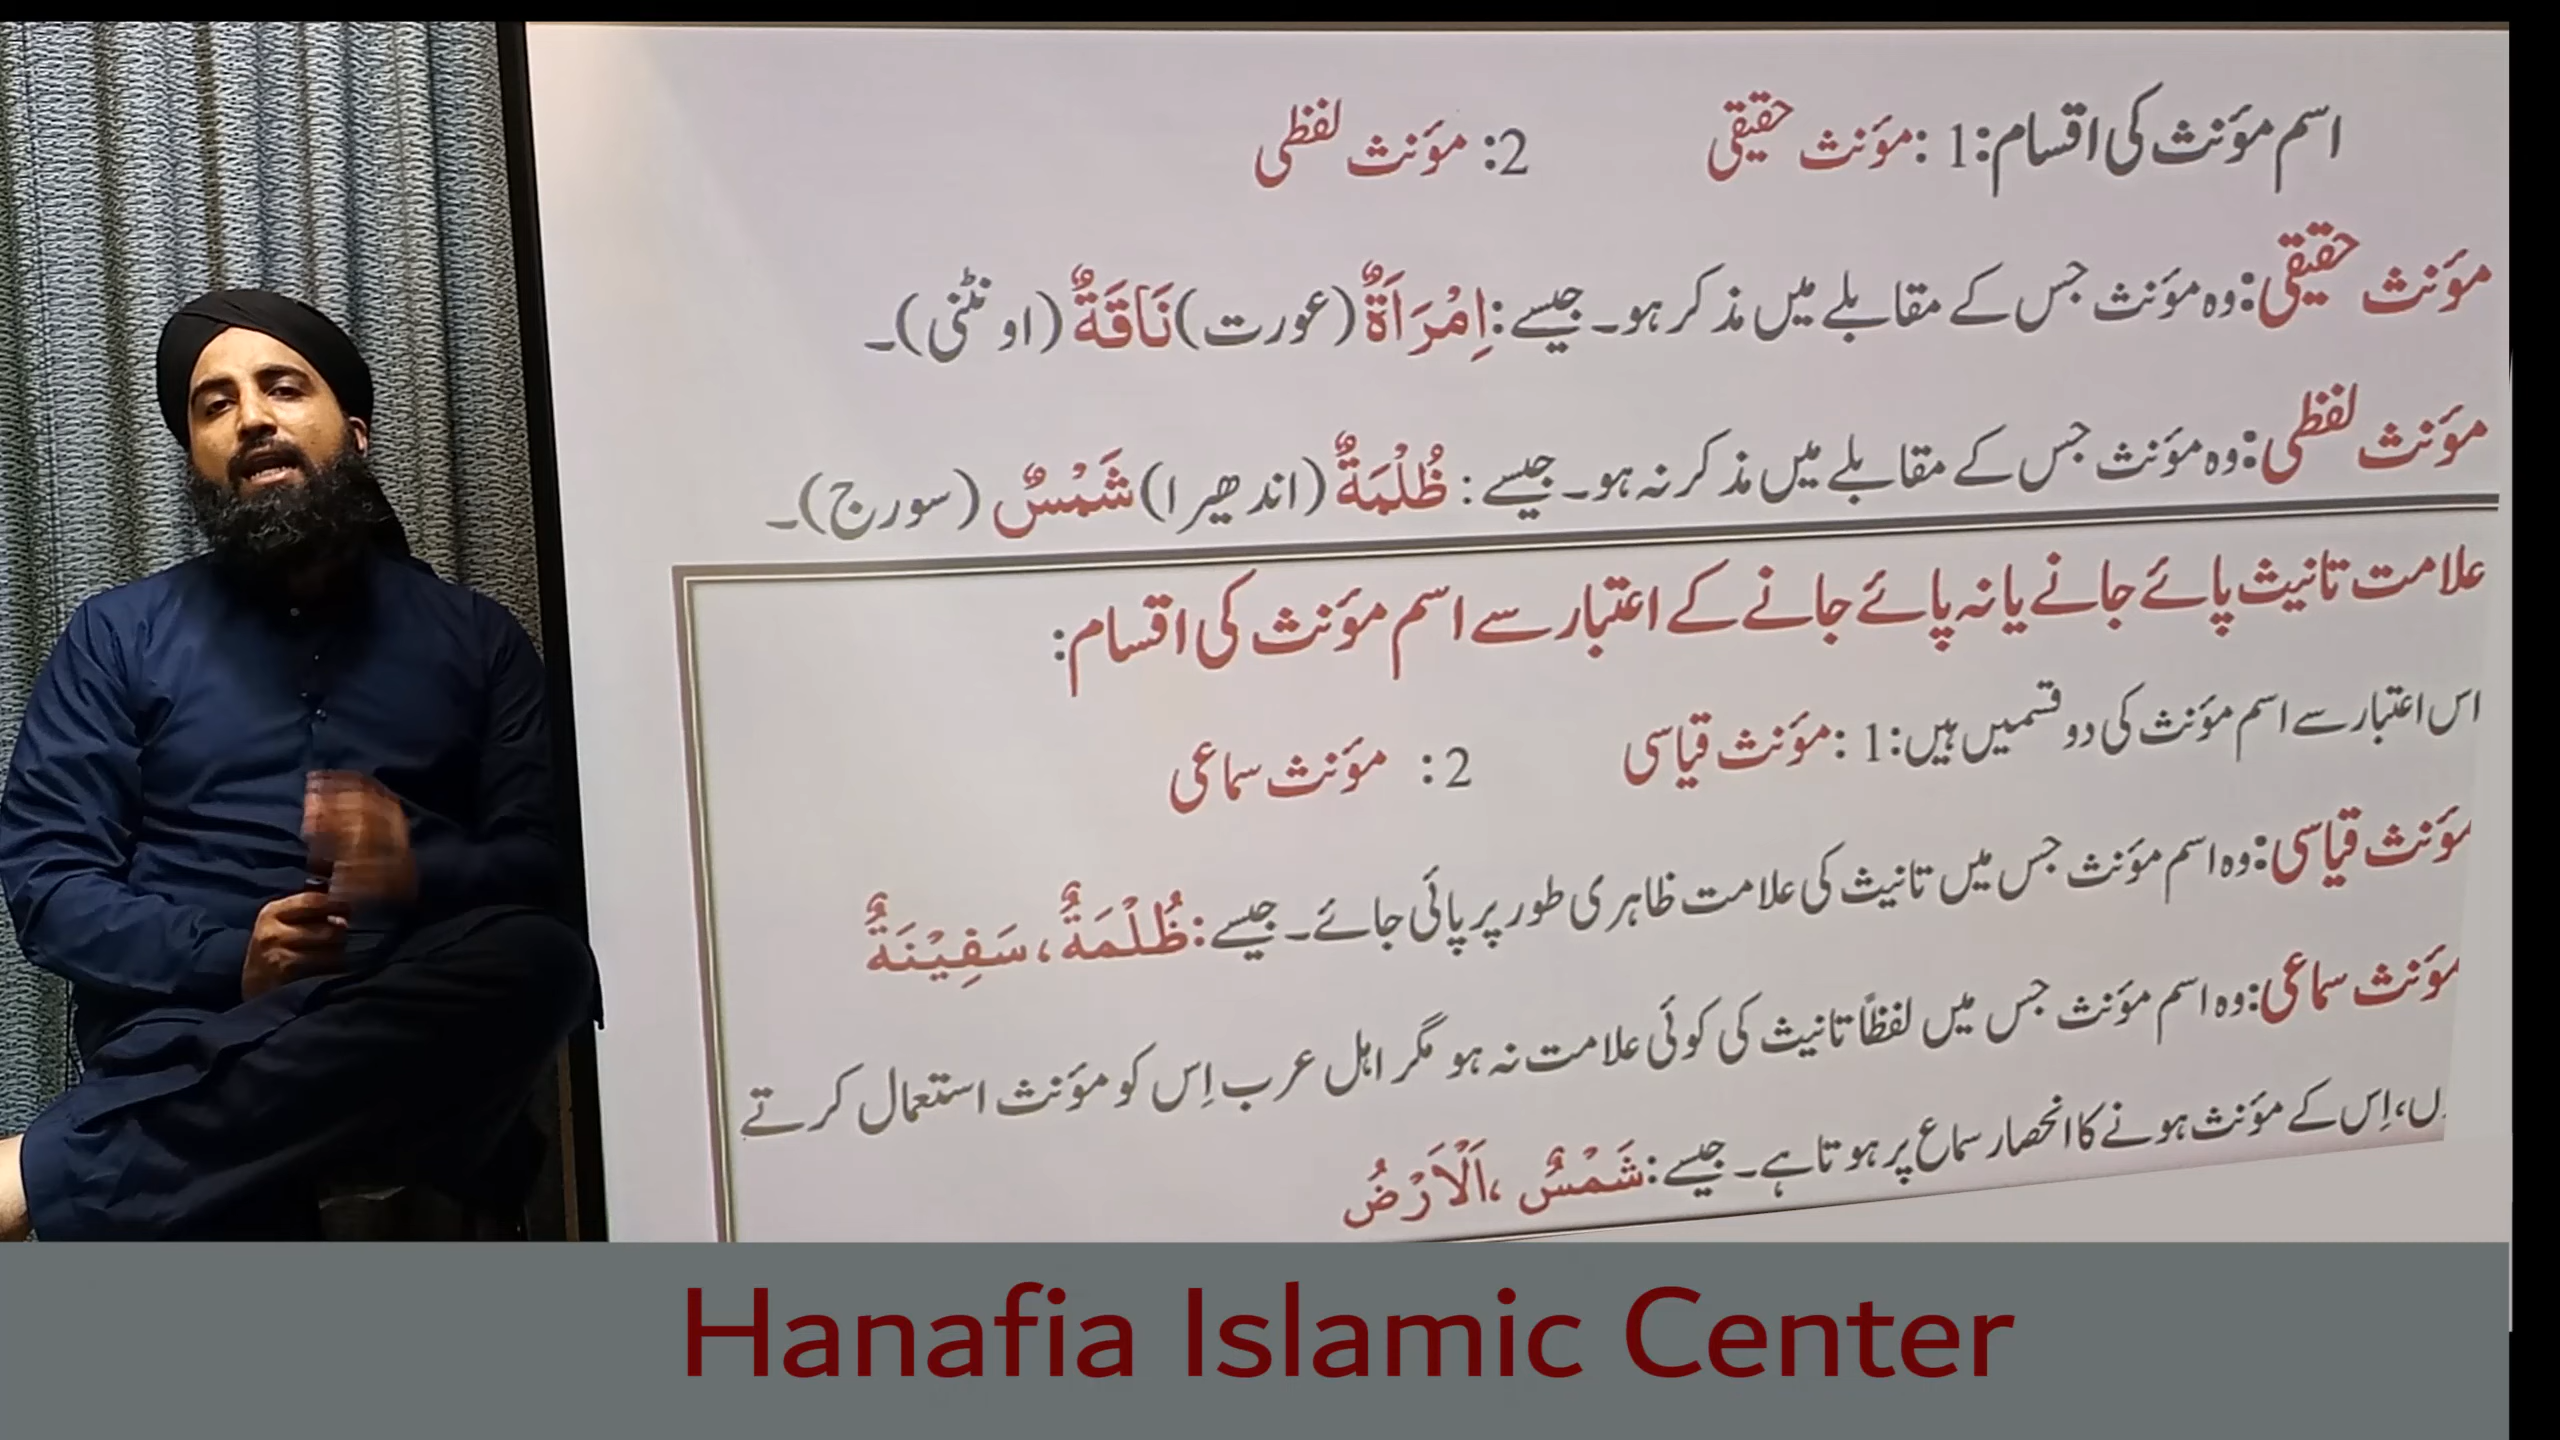 اسم مؤنث کی اقسام: 1: مؤنث حقیقی 2: مؤنث لفظی
مؤنث حقیقی: وہ مؤنث جس کے مقابلے میں مذکر ہو۔ جیسے: اِمْرَاَةٌ (عورت) نَاقَةٌ (اونٹنی)۔
مؤنث لفظی: وہ مؤنث جس کے مقابلے میں مذکر نہ ہو۔ جیسے: ظُلْمَةٌ (اندھیرا) شَمْسٌ (سورج)۔
علامت تانیث پائے جانے یا نہ پائے جانے کے اعتبار سے اسم مؤنث کی اقسام:
اس اعتبار سے اسم مؤنث کی دو قسمیں ہیں: 1: مؤنث قیاسی 2: مؤنث سماعی
مؤنث قیاسی: وہ اسم مؤنث جس میں تانیث کی علامت ظاہری طور پر پائی جائے۔ جیسے: ظُلْمَةٌ، سَفِيْنَةٌ
مؤنث سماعی: وہ اسم مؤنث جس میں لفظاً تانیث کی کوئی علامت نہ ہو مگر اہل عرب اِس کو مؤنث استعمال کرتے
ں، اِس کے مؤنث ہونے کا انحصار سماع پر ہوتا ہے۔ جیسے: شَمْسٌ، اَلْاَرْضُ
Hanafia Islamic Center